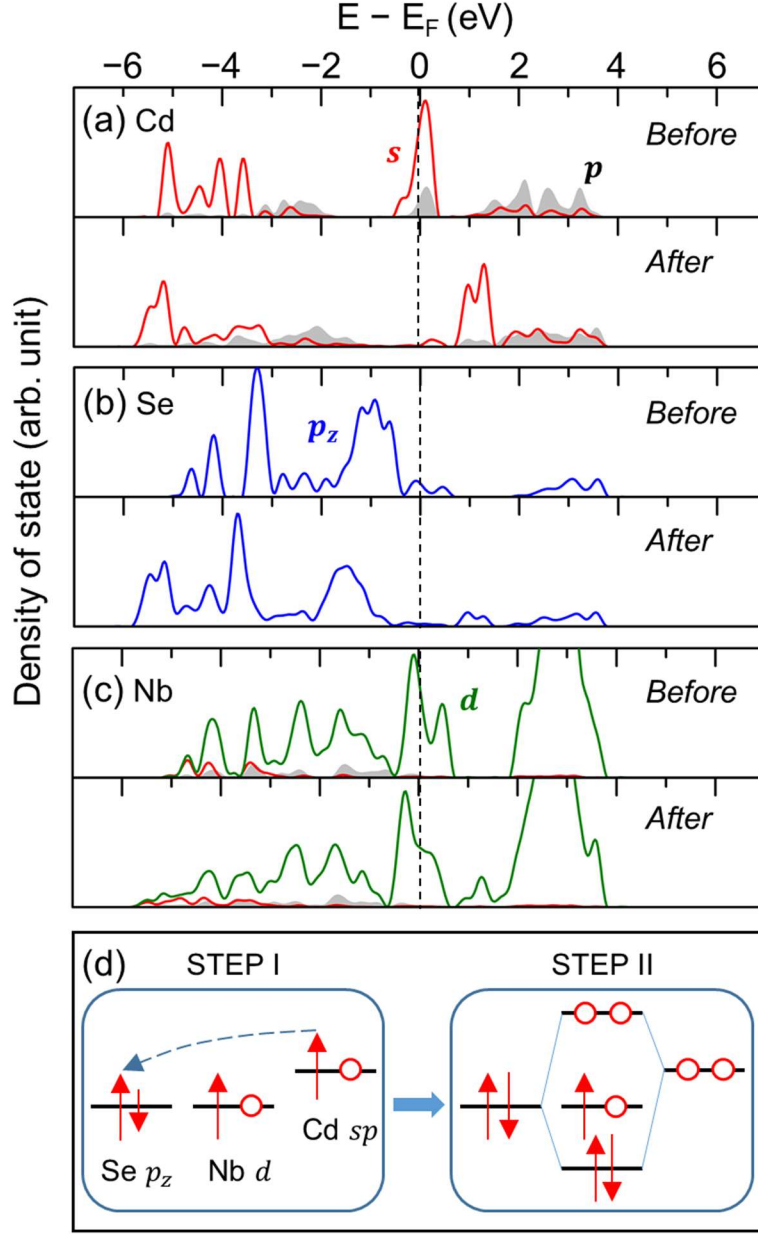 E − E_F (eV)
−6 −4 −2 0 2 4 6
Density of state (arb. unit)
(a) Cd
Before
s
p
After
(b) Se
Before
p_z
After
(c) Nb
Before
d
After
(d)
STEP I
STEP II
Se p_z
Nb d
Cd sp